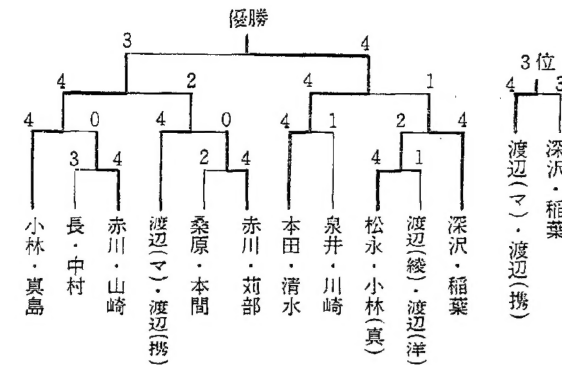 優勝
3 4
3位
4 2 4 1
4 3
4 0 4 0 4 1 2 4
3 4 2 4 4 1
小林・真島
長・中村
赤川・山崎
渡辺(マ)・渡辺(携)
桑原・本間
赤川・苅部
本田・清水
泉井・川崎
松永・小林(真)
渡辺(綾)・渡辺(洋)
深沢・稲葉
渡辺(マ)・渡辺(携)
深沢・稲葉